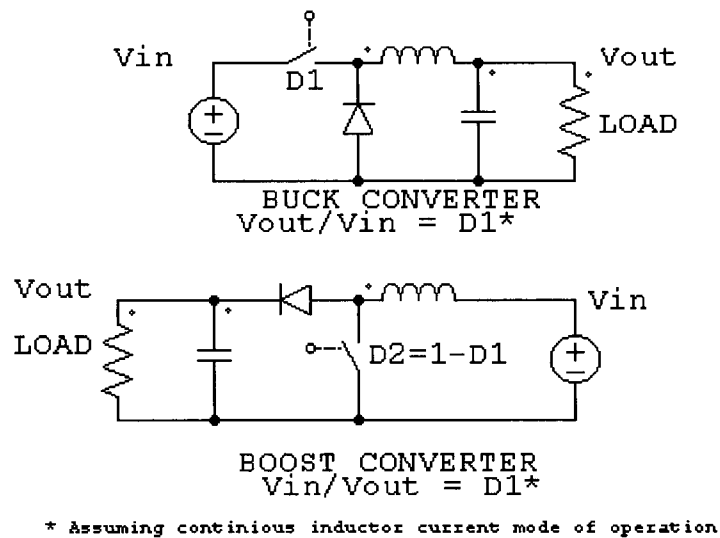 Vin
D1
Vout
LOAD
BUCK CONVERTER
Vout/Vin = D1*
Vout
LOAD
D2=1-D1
Vin
BOOST CONVERTER
Vin/Vout = D1*
* Assuming continious inductor current mode of operation